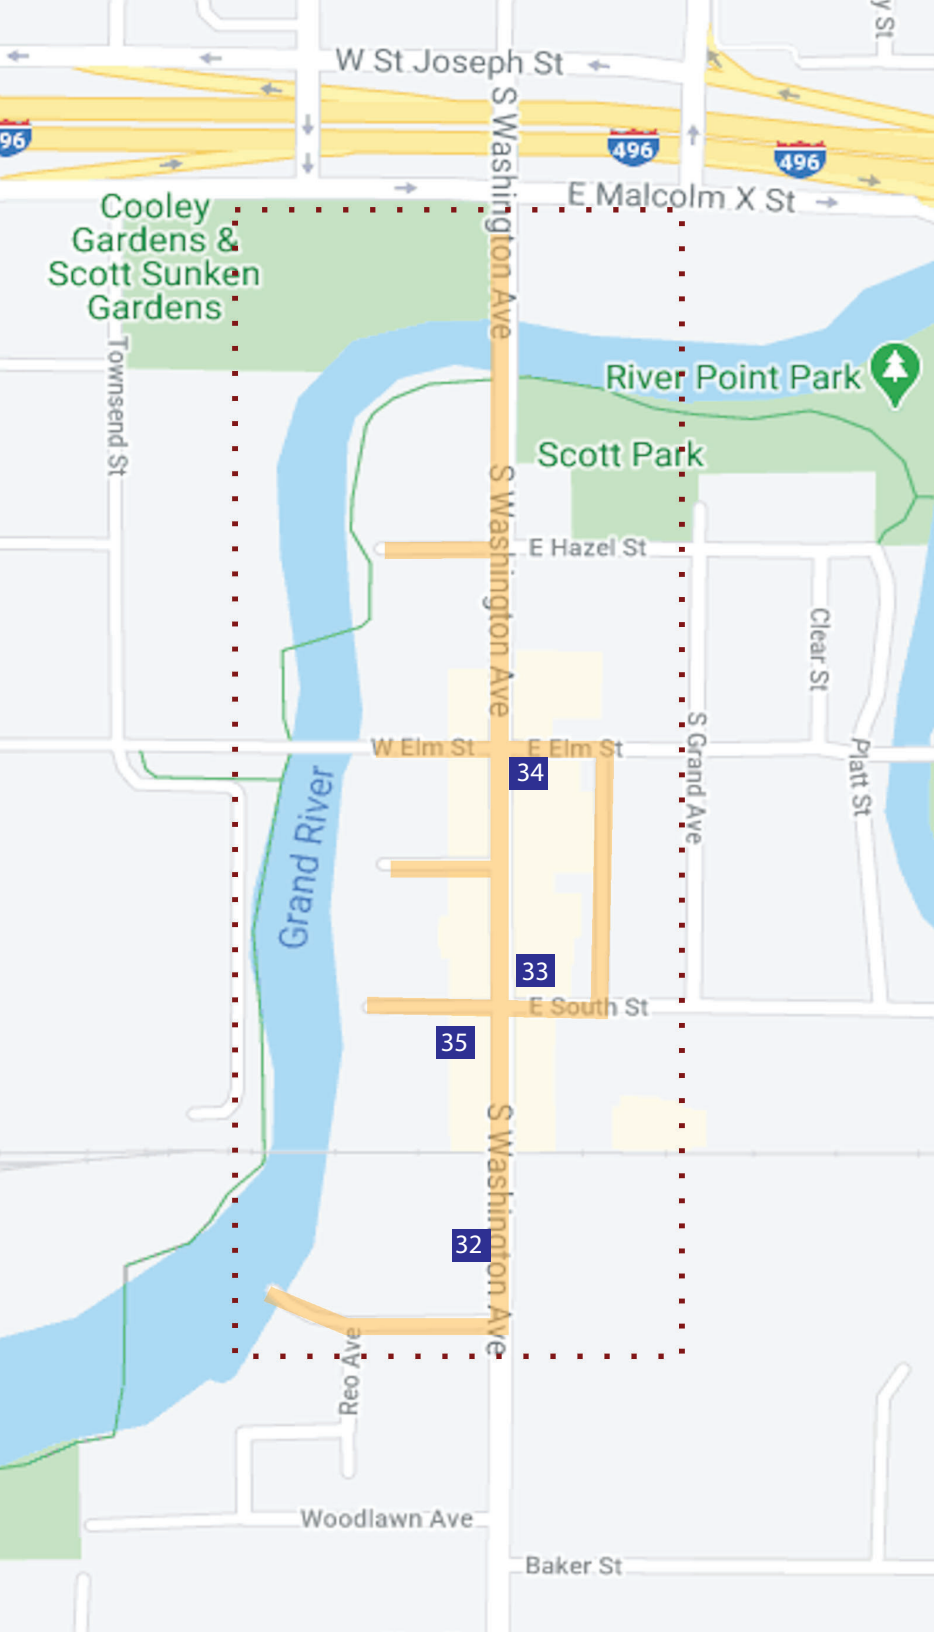 y St
W St Joseph St
S Washington Ave
96
496
496
E Malcolm X St
Cooley
Gardens &
Scott Sunken
Gardens
Townsend St
River Point Park
Scott Park
S Washington Ave
E Hazel St
Clear St
W Elm St
E Elm St
S Grand Ave
Platt St
34
Grand River
33
E South St
35
S Washington Ave
32
Reo Ave
Woodlawn Ave
Baker St